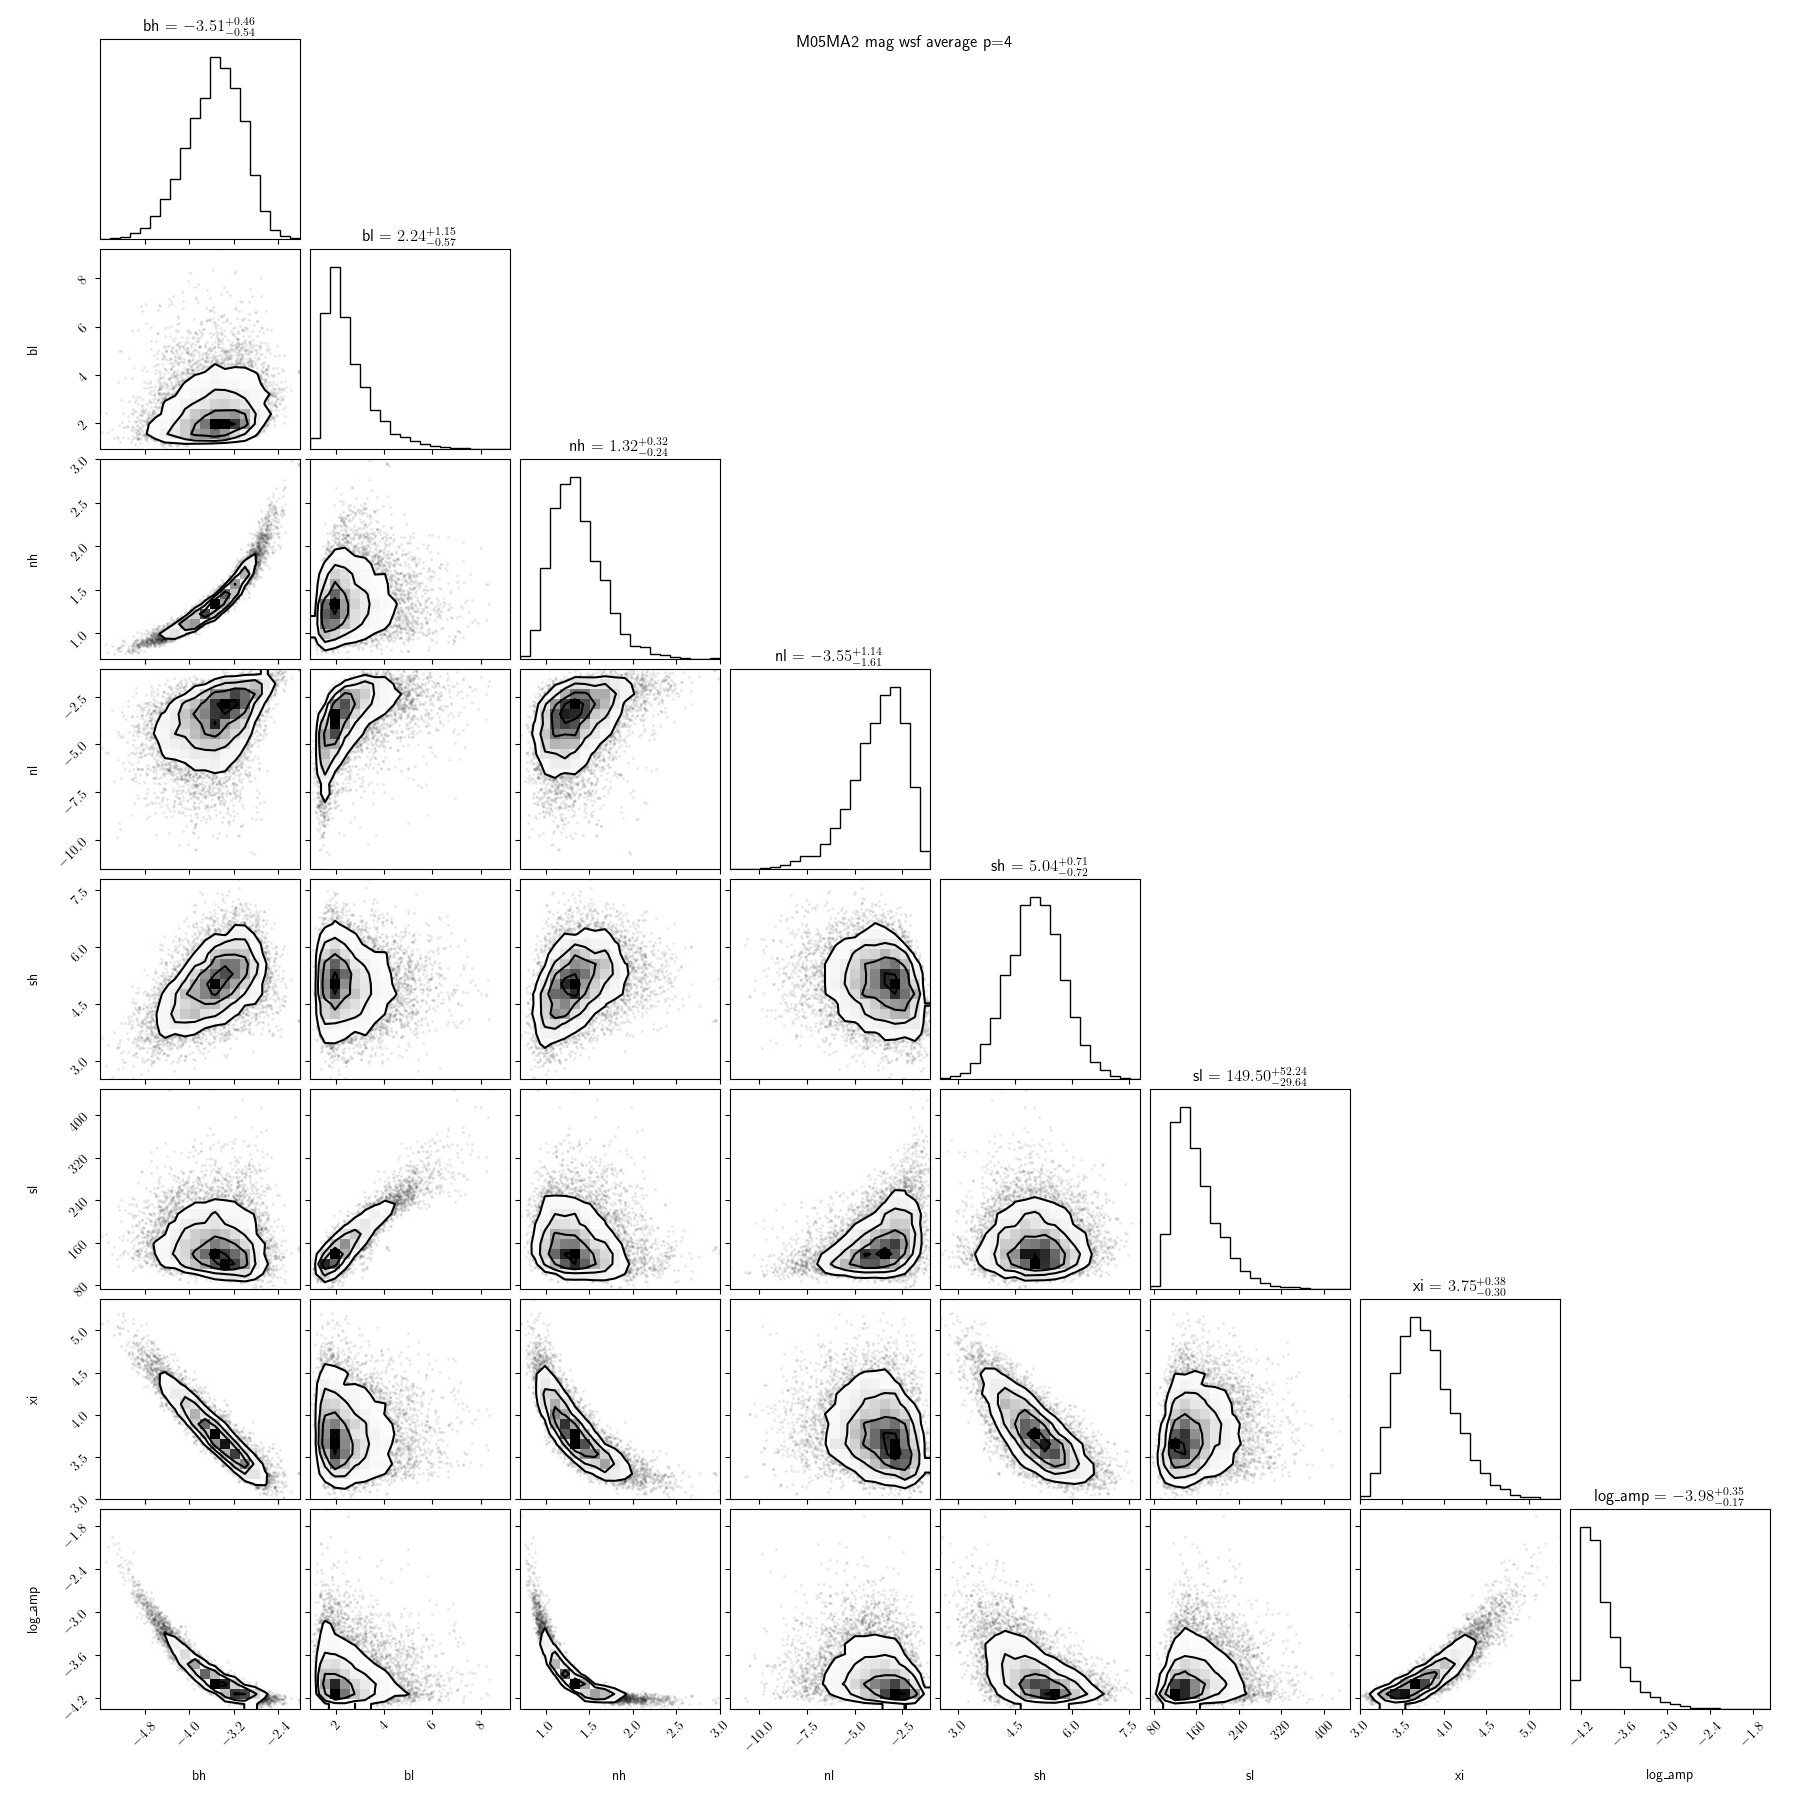 M05MA2 mag wsf average p=4
bh = −3.51+0.46−0.54
bl = 2.24+1.15−0.57
8
6
4
2
bl
nh = 1.32+0.32−0.24
3.0
2.5
2.0
1.5
1.0
nh
nl = −3.55+1.14−1.61
−2.5
−5.0
−7.5
−10.0
nl
sh = 5.04+0.71−0.72
7.5
6.0
4.5
3.0
sh
sl = 149.50+52.24−29.64
400
320
240
160
80
sl
xi = 3.75+0.38−0.30
5.0
4.5
4.0
3.5
3.0
xi
log_amp = −3.98+0.35−0.17
−1.8
−2.4
−3.0
−3.6
−4.2
log_amp
−4.8 −4.0 −3.2 −2.4 2 4 6 8 1.0 1.5 2.0 2.5 3.0 −10.0 −7.5 −5.0 −2.5 3.0 4.5 6.0 7.5 80 160 240 320 400 3.0 3.5 4.0 4.5 5.0 −4.2 −3.6 −3.0 −2.4 −1.8
bh bl nh nl sh sl xi log_amp